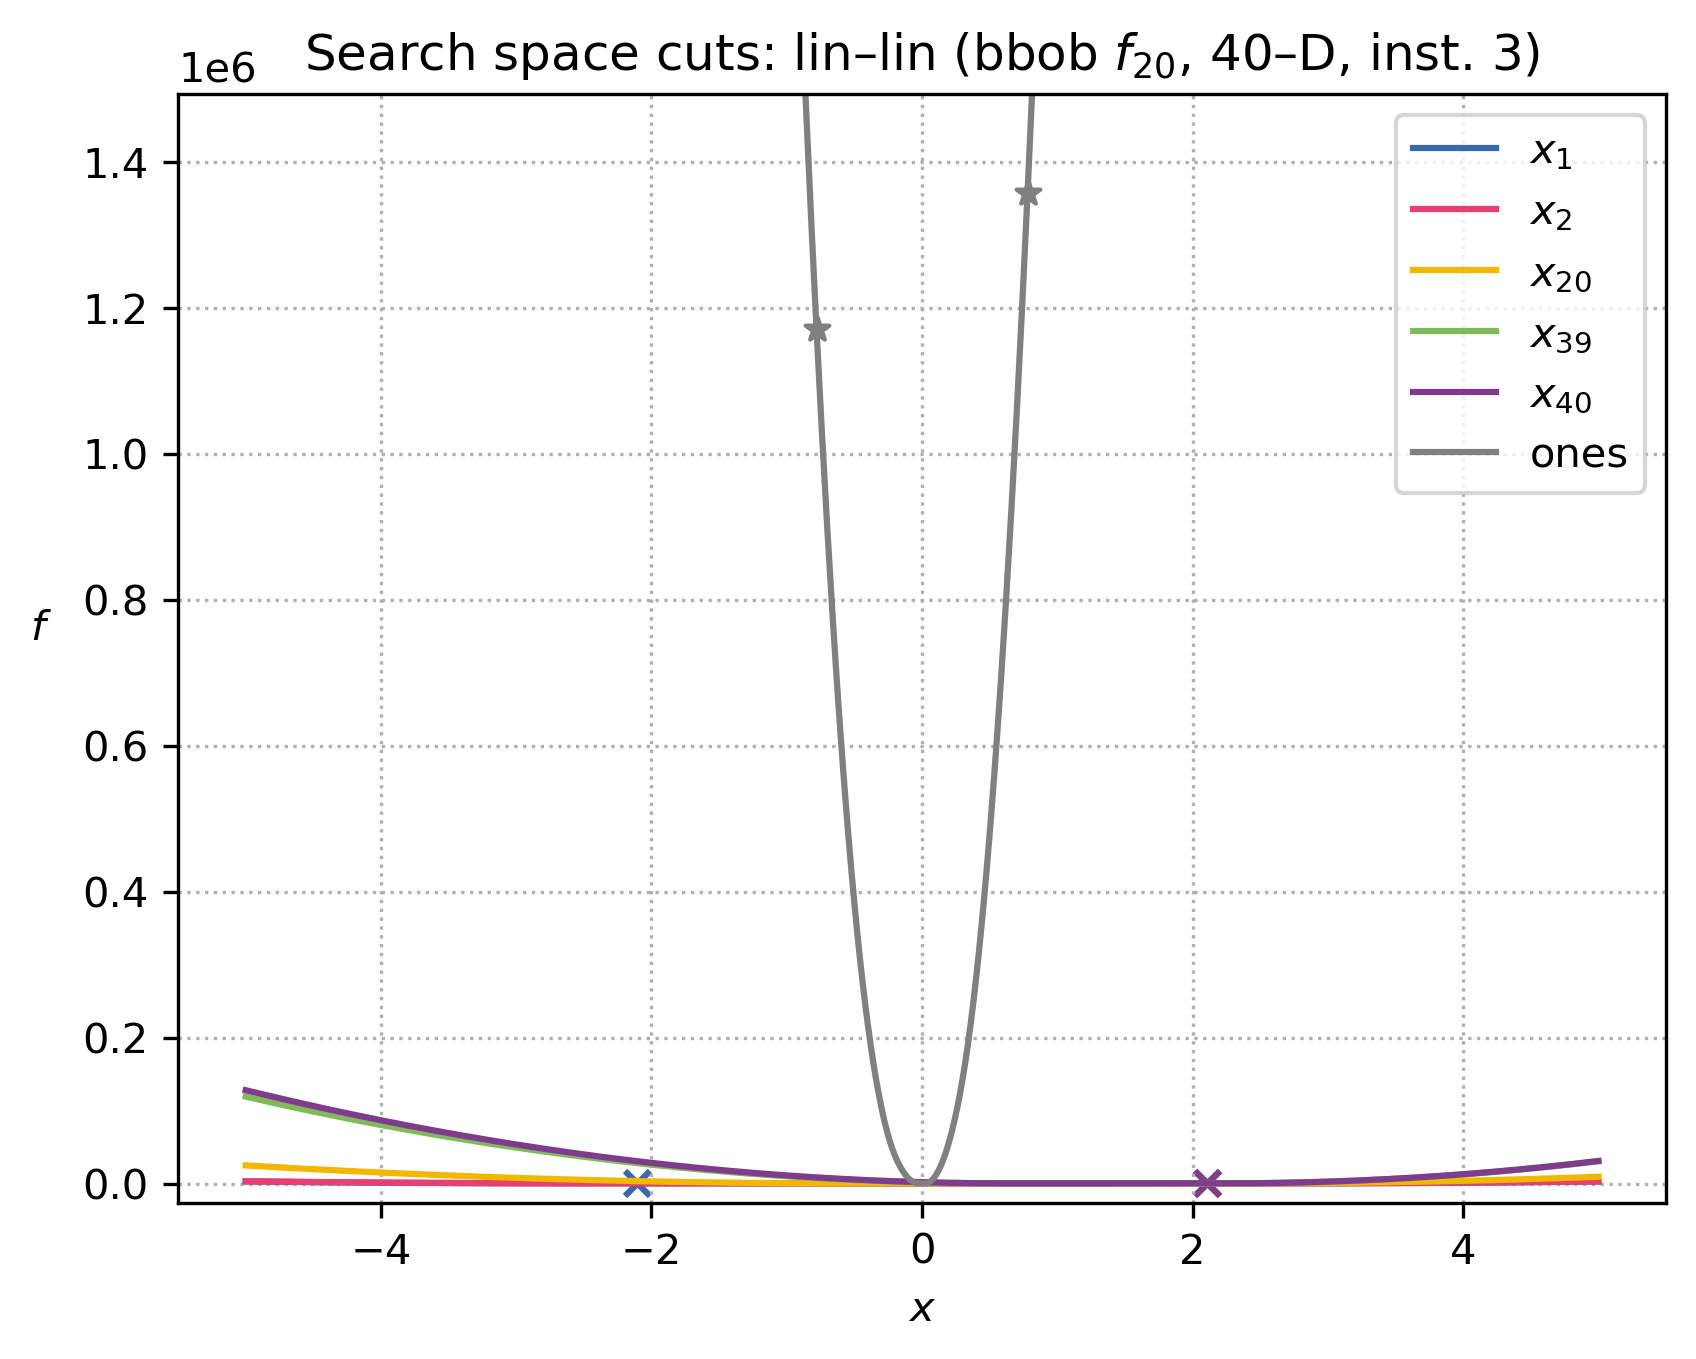 Search space cuts: lin–lin (bbob f20, 40–D, inst. 3)
1e6
1.4
1.2
1.0
0.8
0.6
0.4
0.2
0.0
f
−4
−2
0
2
4
x
x1
x2
x20
x39
x40
ones